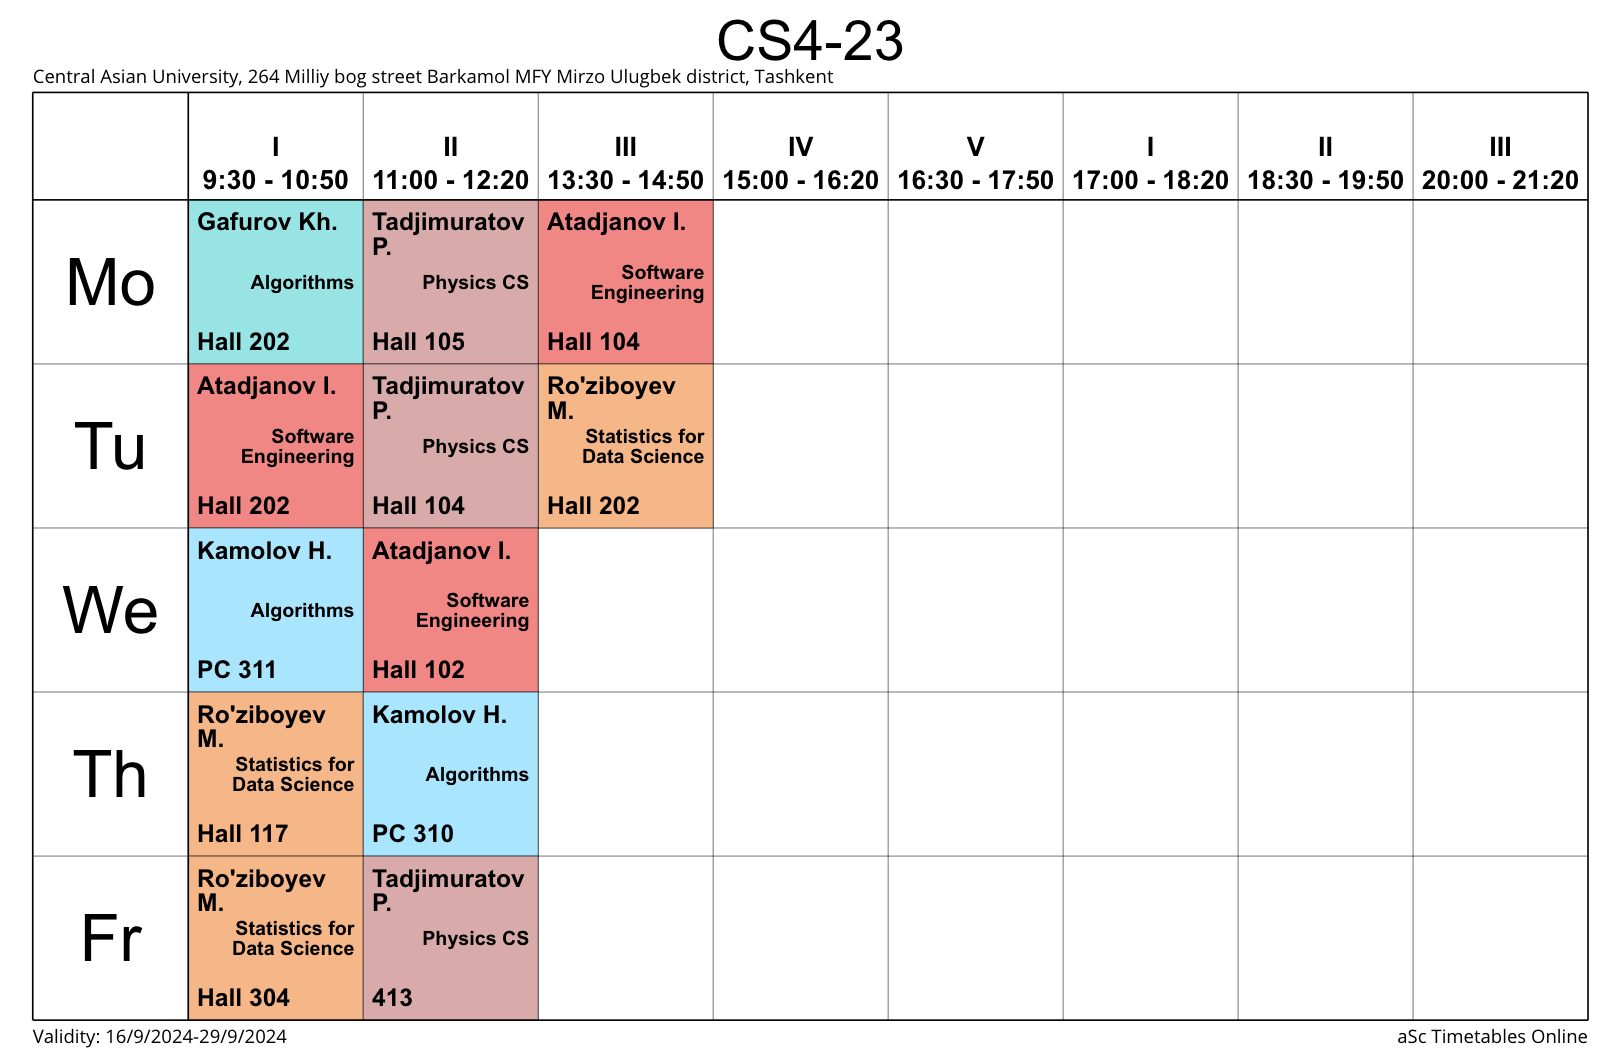 CS4-23
Central Asian University, 264 Milliy bog street Barkamol MFY Mirzo Ulugbek district, Tashkent
I
9:30 - 10:50
II
11:00 - 12:20
III
13:30 - 14:50
IV
15:00 - 16:20
V
16:30 - 17:50
I
17:00 - 18:20
II
18:30 - 19:50
III
20:00 - 21:20
Mo
Gafurov Kh.
Algorithms
Hall 202
Tadjimuratov
P.
Physics CS
Hall 105
Atadjanov I.
Software
Engineering
Hall 104
Tu
Atadjanov I.
Software
Engineering
Hall 202
Tadjimuratov
P.
Physics CS
Hall 104
Ro'ziboyev
M.
Statistics for
Data Science
Hall 202
We
Kamolov H.
Algorithms
PC 311
Atadjanov I.
Software
Engineering
Hall 102
Th
Ro'ziboyev
M.
Statistics for
Data Science
Hall 117
Kamolov H.
Algorithms
PC 310
Fr
Ro'ziboyev
M.
Statistics for
Data Science
Hall 304
Tadjimuratov
P.
Physics CS
413
Validity: 16/9/2024-29/9/2024
aSc Timetables Online